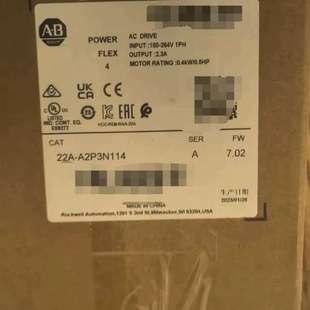 A-B
POWER
FLEX
4
AC DRIVE
INPUT:180-264V 1PH
OUTPUT: 2.3A
MOTOR RATING :0.4kW/0.5HP
UL
LISTED
IND. CONT. EQ.
UK
CA
CE
EAC
CAT
SER
FW
22A-A2P3N114
A
7.02
MADE IN CHINA
Rockwell Automation,1201 S 2nd St,Milwaukee,WI 53204,USA